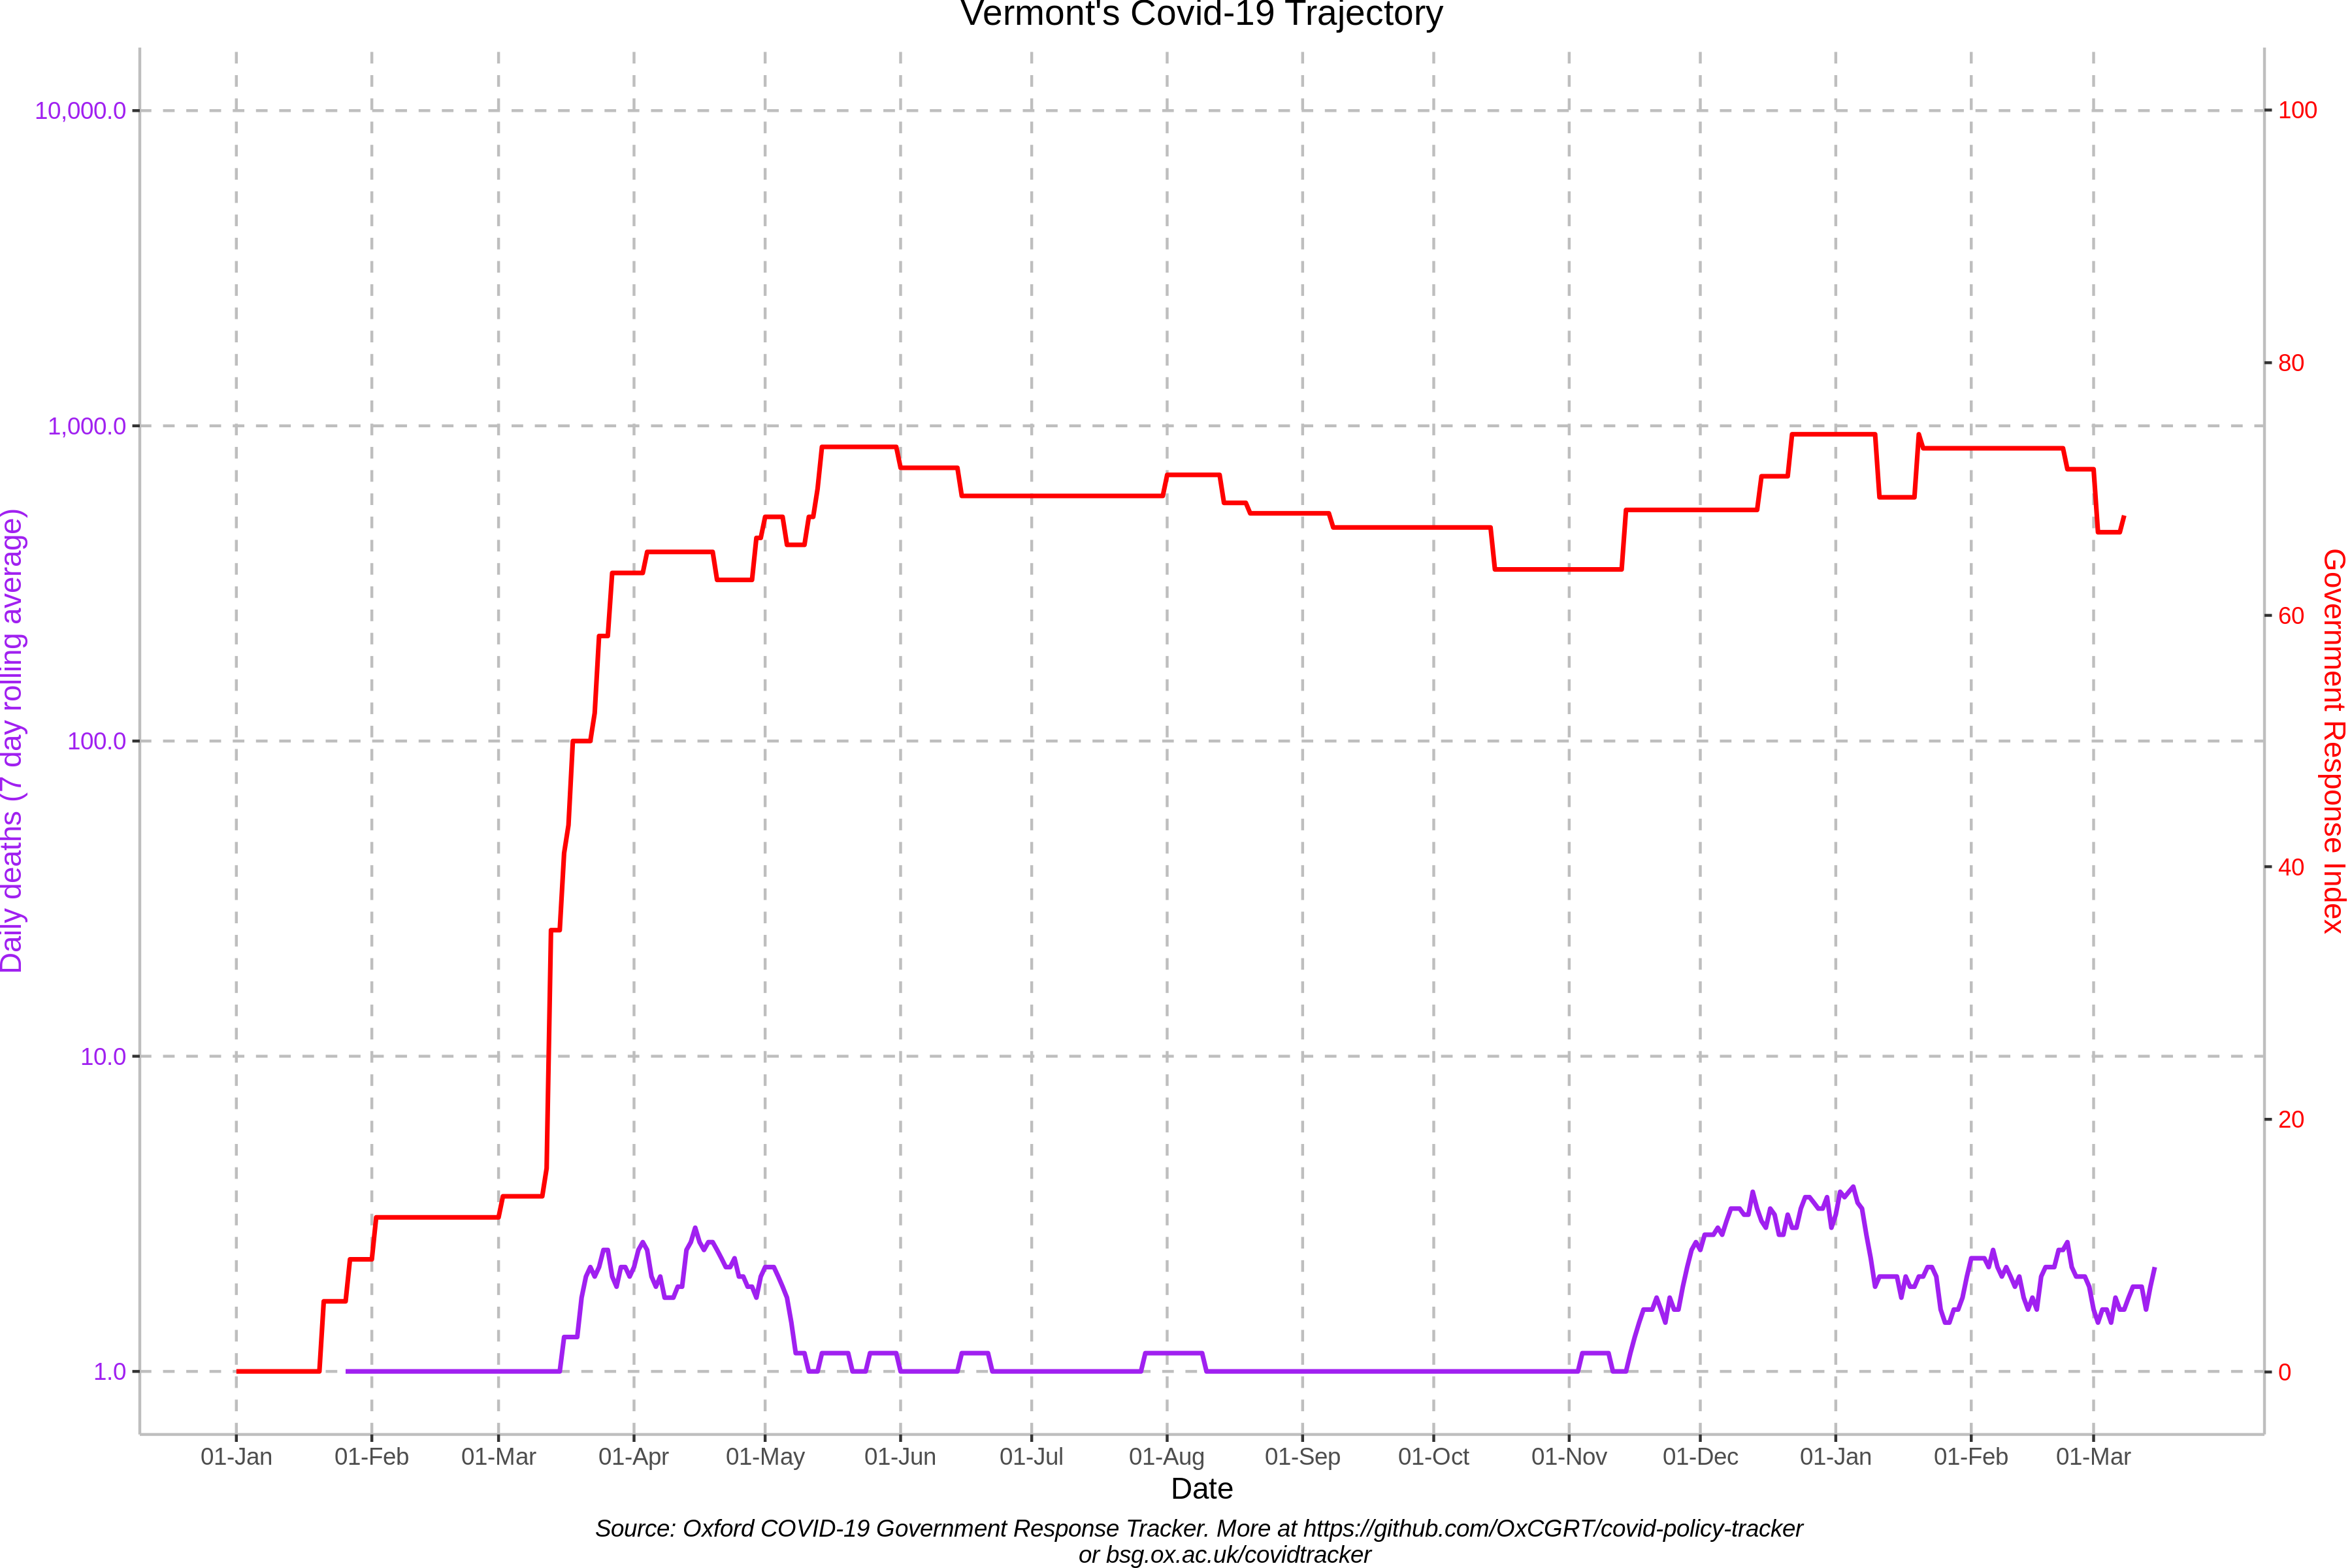 Vermont's Covid-19 Trajectory
10,000.0
1,000.0
100.0
10.0
1.0
Daily deaths (7 day rolling average)
100
80
60
40
20
0
Government Response Index
01-Jan 01-Feb 01-Mar 01-Apr 01-May 01-Jun 01-Jul 01-Aug 01-Sep 01-Oct 01-Nov 01-Dec 01-Jan 01-Feb 01-Mar
Date
Source: Oxford COVID-19 Government Response Tracker. More at https://github.com/OxCGRT/covid-policy-tracker
or bsg.ox.ac.uk/covidtracker